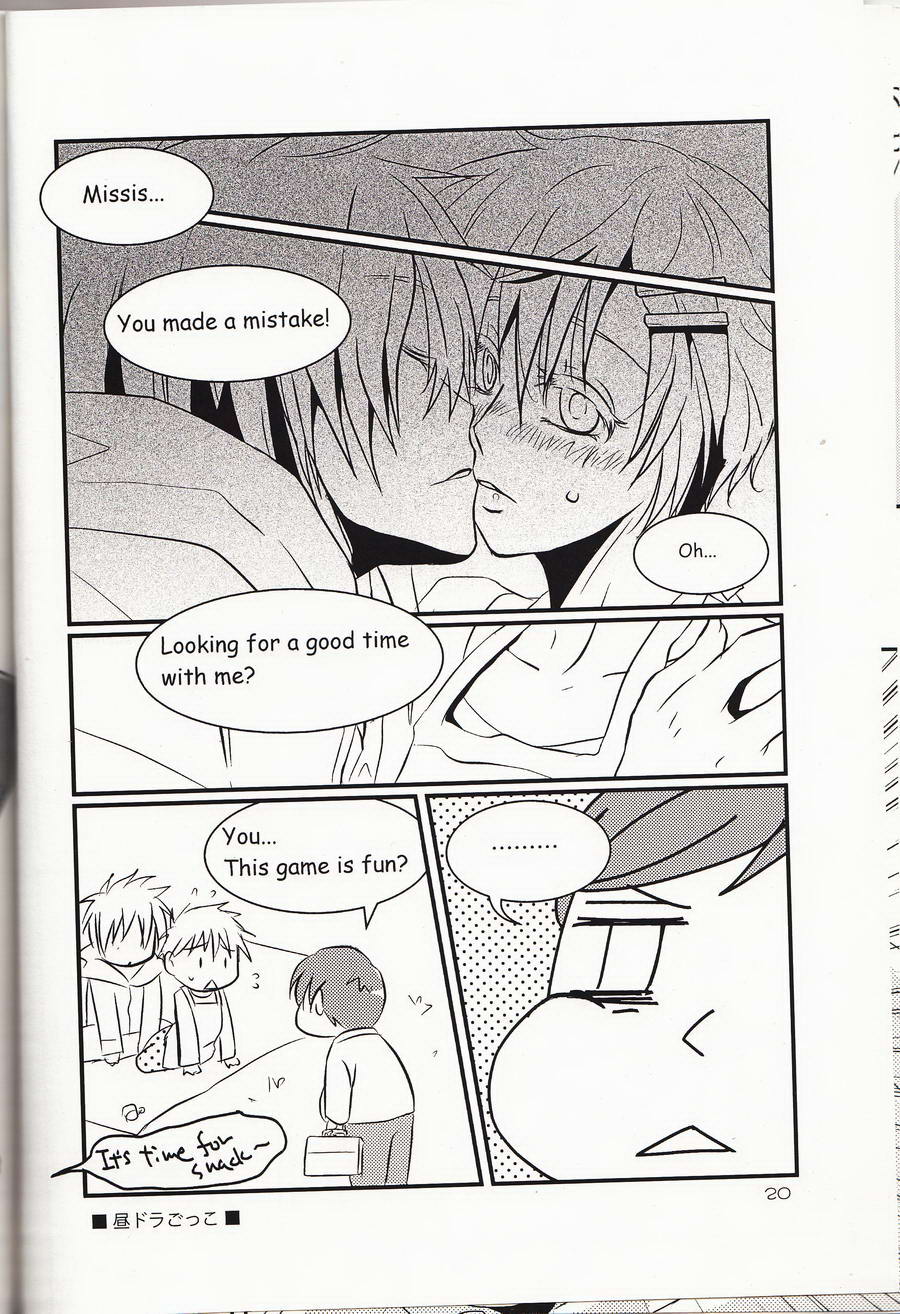 Missis...
You made a mistake!
Oh...
Looking for a good time
with me?
You...
This game is fun?
.........
It's time for
snack~
20
■ 昼ドラごっこ ■